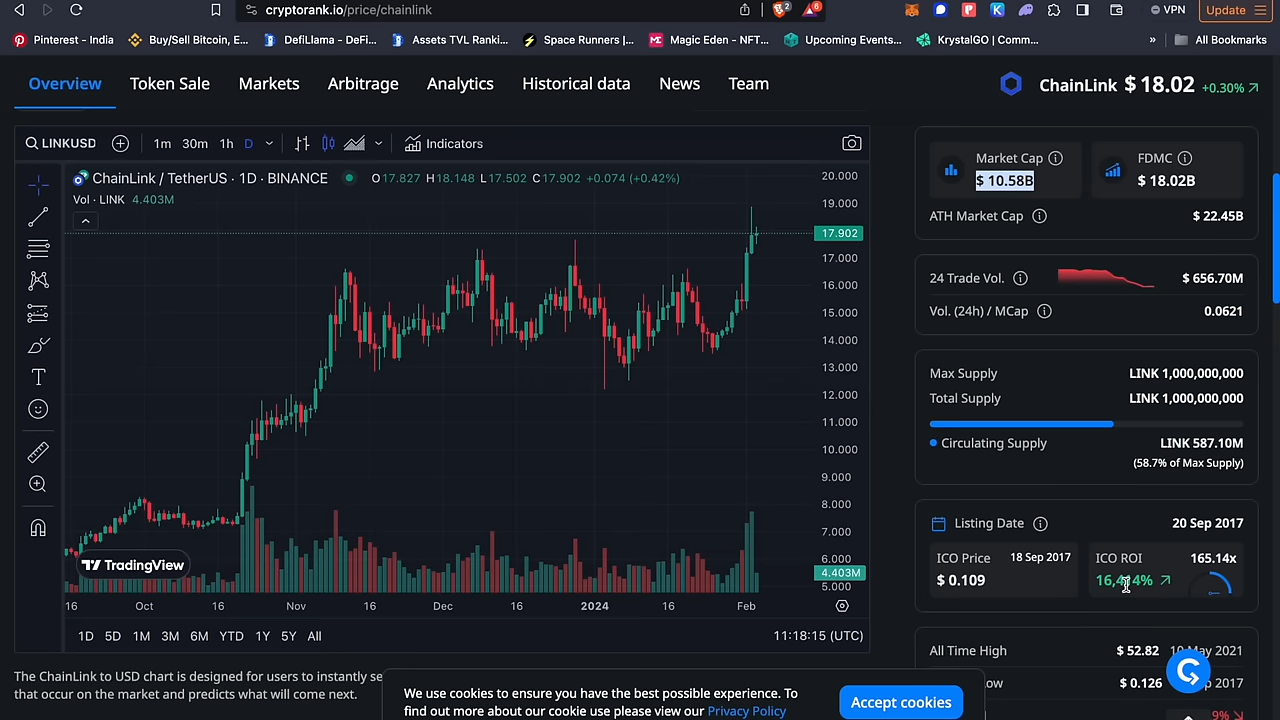 cryptorank.io/price/chainlink
2
6
VPN
Update
Pinterest - India
Buy/Sell Bitcoin, E...
DefiLlama - DeFi...
Assets TVL Ranki...
Space Runners |...
Magic Eden - NFT...
Upcoming Events...
KrystalGO | Comm...
»
All Bookmarks
Overview
Token Sale
Markets
Arbitrage
Analytics
Historical data
News
Team
ChainLink $ 18.02 +0.30%
LINKUSD
1m 30m 1h D
Indicators
ChainLink / TetherUS · 1D · BINANCE
O17.827 H18.148 L17.502 C17.902 +0.074 (+0.42%)
Vol · LINK 4.403M
20.000
19.000
17.902
17.000
16.000
15.000
14.000
13.000
12.000
11.000
10.000
9.000
8.000
7.000
6.000
4.403M
5.000
TradingView
16 Oct 16 Nov 16 Dec 16 2024 16 Feb
1D 5D 1M 3M 6M YTD 1Y 5Y All
11:18:15 (UTC)
The ChainLink to USD chart is designed for users to instantly se
that occur on the market and predicts what will come next.
Market Cap
$ 10.58B
FDMC
$ 18.02B
ATH Market Cap
$ 22.45B
24 Trade Vol.
$ 656.70M
Vol. (24h) / MCap
0.0621
Max Supply
LINK 1,000,000,000
Total Supply
LINK 1,000,000,000
Circulating Supply
LINK 587.10M
(58.7% of Max Supply)
Listing Date
20 Sep 2017
ICO Price 18 Sep 2017
$ 0.109
ICO ROI 165.14x
All Time High
$ 52.82
May 2021
$ 0.126
2017
9%
We use cookies to ensure you have the best possible experience. To
find out more about our cookie use please view our Privacy Policy
Accept cookies